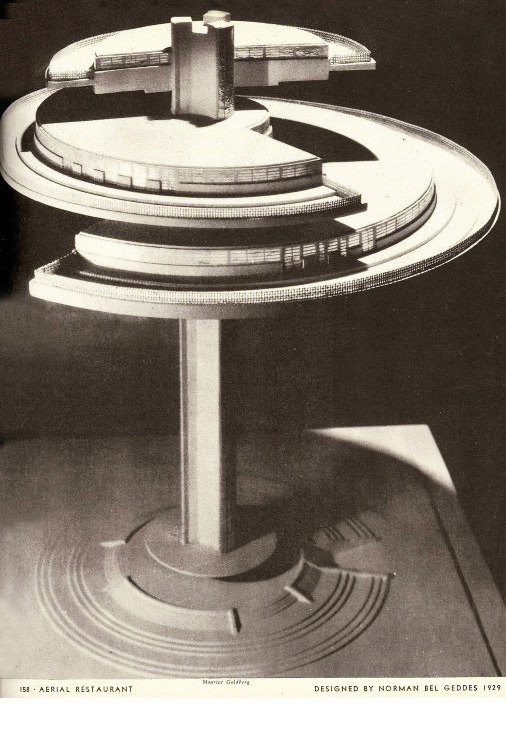 Maurice Goldberg
158 · AERIAL RESTAURANT
DESIGNED BY NORMAN BEL GEDDES 1929